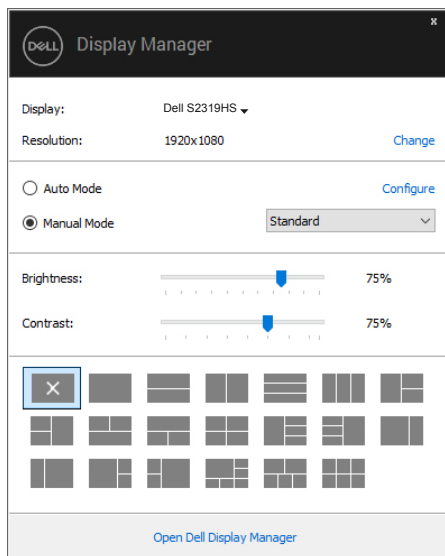 x
DELL Display Manager
Display: Dell S2319HS
Resolution: 1920x1080 Change
Auto Mode Configure
Manual Mode Standard
Brightness: 75%
Contrast: 75%
Open Dell Display Manager